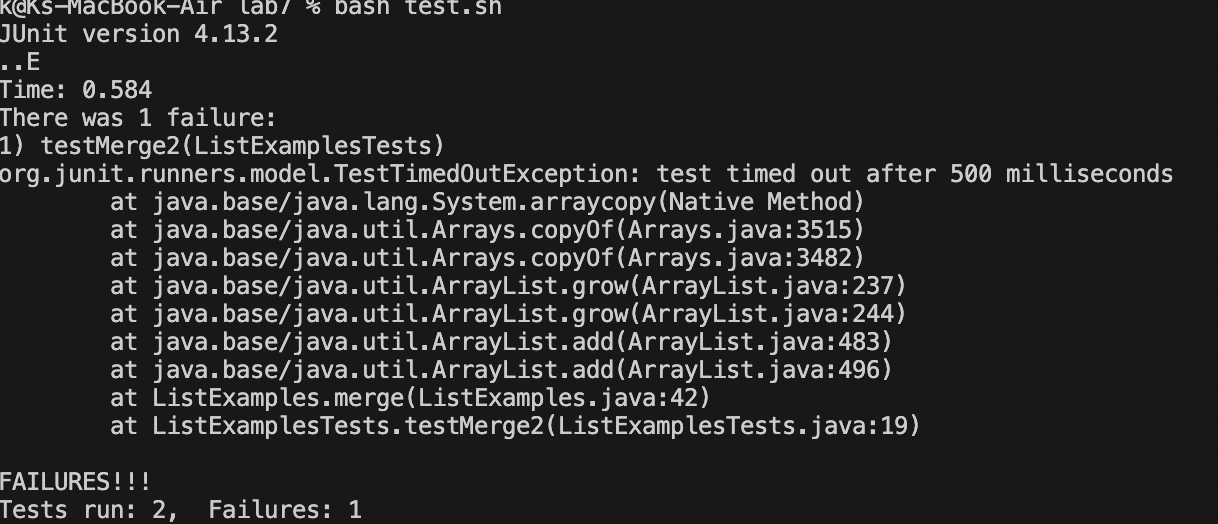 k@Ks-MacBook-Air lab7 % bash test.sh
JUnit version 4.13.2
..E
Time: 0.584
There was 1 failure:
1) testMerge2(ListExamplesTests)
org.junit.runners.model.TestTimedOutException: test timed out after 500 milliseconds
        at java.base/java.lang.System.arraycopy(Native Method)
        at java.base/java.util.Arrays.copyOf(Arrays.java:3515)
        at java.base/java.util.Arrays.copyOf(Arrays.java:3482)
        at java.base/java.util.ArrayList.grow(ArrayList.java:237)
        at java.base/java.util.ArrayList.grow(ArrayList.java:244)
        at java.base/java.util.ArrayList.add(ArrayList.java:483)
        at java.base/java.util.ArrayList.add(ArrayList.java:496)
        at ListExamples.merge(ListExamples.java:42)
        at ListExamplesTests.testMerge2(ListExamplesTests.java:19)
FAILURES!!!
Tests run: 2,  Failures: 1